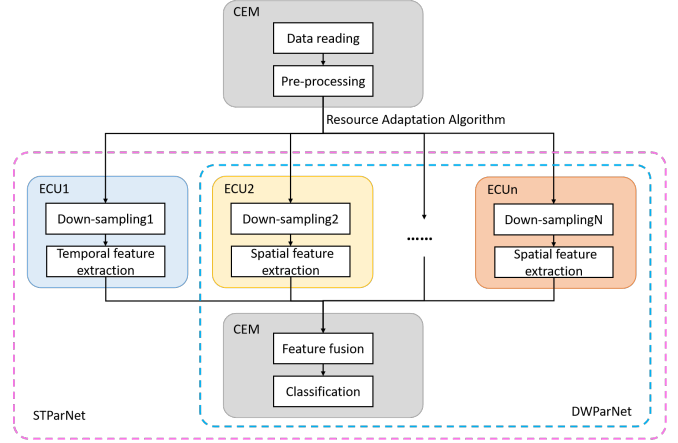 CEM
Data reading
Pre-processing
Resource Adaptation Algorithm
ECU1
Down-sampling1
Temporal feature
extraction
ECU2
Down-sampling2
Spatial feature
extraction
......
ECUn
Down-samplingN
Spatial feature
extraction
CEM
Feature fusion
Classification
STParNet
DWParNet